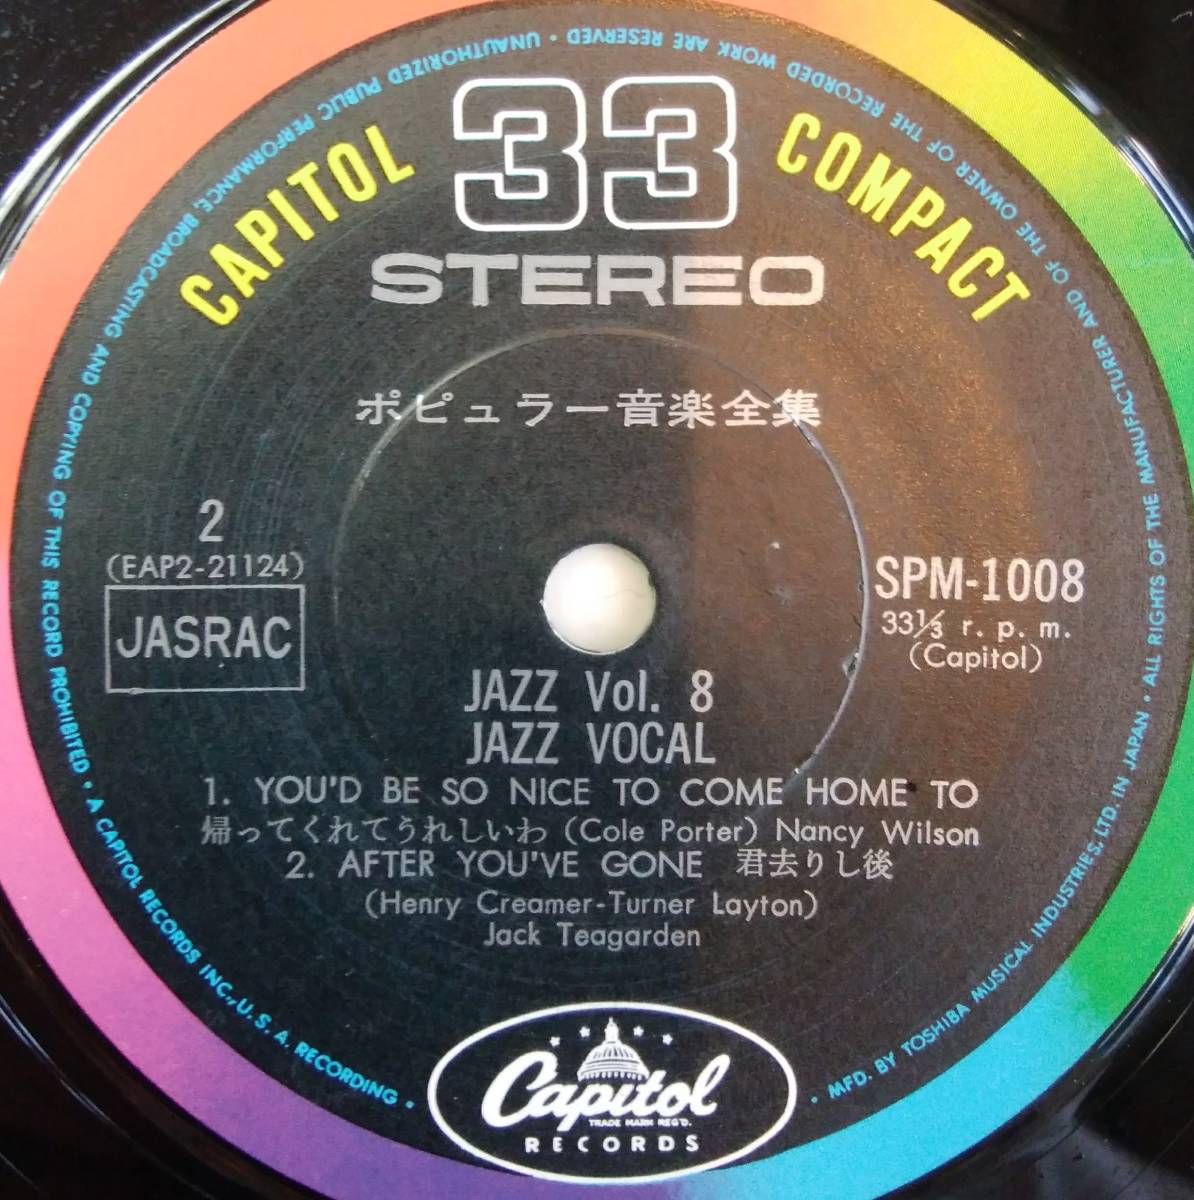 CAPITOL 33 COMPACT
STEREO
ポピュラー音楽全集
2
(EAP2-21124)
JASRAC
SPM-1008
33⅓ r. p. m.
(Capitol)
JAZZ Vol. 8
JAZZ VOCAL
1. YOU'D BE SO NICE TO COME HOME TO
帰ってくれてうれしいわ (Cole Porter) Nancy Wilson
2. AFTER YOU'VE GONE 君去りし後
(Henry Creamer-Turner Layton)
Jack Teagarden
Capitol
TRADE MARK REG'D.
RECORDS
MFD. BY TOSHIBA MUSICAL INDUSTRIES, LTD. IN JAPAN • ALL RIGHTS OF THE MANUFACTURER AND OF THE OWNER OF THE RECORDED WORK ARE RESERVED • UNAUTHORIZED PUBLIC PERFORMANCE, BROADCASTING AND COPYING OF THIS RECORD PROHIBITED • A CAPITOL RECORDS INC., U. S. A. RECORDING •